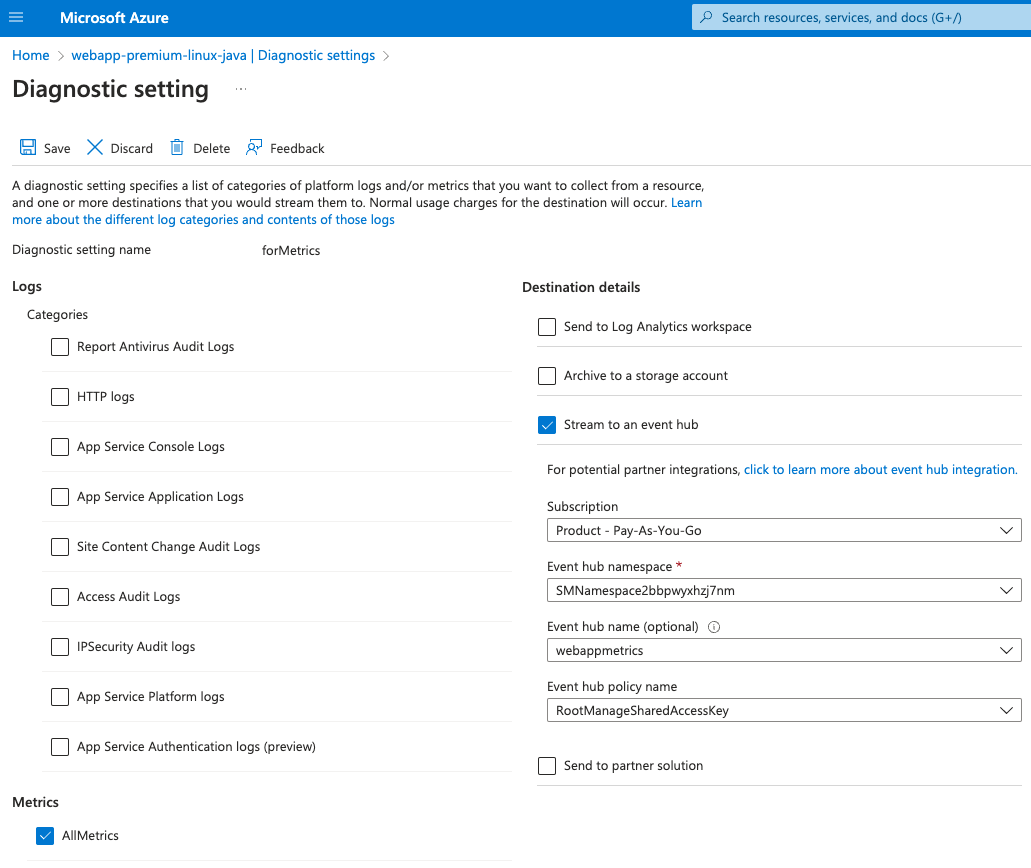 Microsoft Azure
Search resources, services, and docs (G+/)
Home > webapp-premium-linux-java | Diagnostic settings >
Diagnostic setting ...
Save Discard Delete Feedback
A diagnostic setting specifies a list of categories of platform logs and/or metrics that you want to collect from a resource,
and one or more destinations that you would stream them to. Normal usage charges for the destination will occur. Learn
more about the different log categories and contents of those logs
Diagnostic setting name forMetrics
Logs
Categories
Report Antivirus Audit Logs
HTTP logs
App Service Console Logs
App Service Application Logs
Site Content Change Audit Logs
Access Audit Logs
IPSecurity Audit logs
App Service Platform logs
App Service Authentication logs (preview)
Metrics
AllMetrics
Destination details
Send to Log Analytics workspace
Archive to a storage account
Stream to an event hub
For potential partner integrations, click to learn more about event hub integration.
Subscription
Product - Pay-As-You-Go
Event hub namespace *
SMNamespace2bbpwyxhzj7nm
Event hub name (optional)
webappmetrics
Event hub policy name
RootManageSharedAccessKey
Send to partner solution